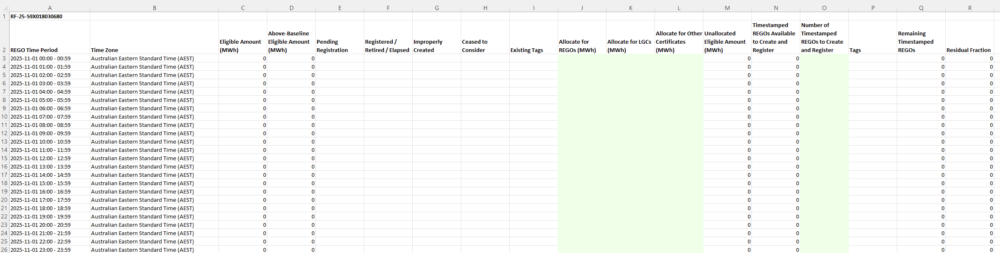 A B C D E F G H I J K L M N O P Q R
1 RF-25-S9X018030680
2 REGO Time Period Time Zone Eligible Amount (MWh) Above-Baseline Eligible Amount (MWh) Pending Registration Registered / Retired / Elapsed Improperly Created Ceased to Consider Existing Tags Allocate for REGOs (MWh) Allocate for LGCs (MWh) Allocate for Other Certificates (MWh) Unallocated Eligible Amount (MWh) Timestamped REGOs Available to Create and Register Number of Timestamped REGOs to Create and Register Tags Remaining Timestamped REGOs Residual Fraction
3 2025-11-01 00:00 - 00:59 Australian Eastern Standard Time (AEST) 0 0 0 0 0 0
4 2025-11-01 01:00 - 01:59 Australian Eastern Standard Time (AEST) 0 0 0 0 0 0
5 2025-11-01 02:00 - 02:59 Australian Eastern Standard Time (AEST) 0 0 0 0 0 0
6 2025-11-01 03:00 - 03:59 Australian Eastern Standard Time (AEST) 0 0 0 0 0 0
7 2025-11-01 04:00 - 04:59 Australian Eastern Standard Time (AEST) 0 0 0 0 0 0
8 2025-11-01 05:00 - 05:59 Australian Eastern Standard Time (AEST) 0 0 0 0 0 0
9 2025-11-01 06:00 - 06:59 Australian Eastern Standard Time (AEST) 0 0 0 0 0 0
10 2025-11-01 07:00 - 07:59 Australian Eastern Standard Time (AEST) 0 0 0 0 0 0
11 2025-11-01 08:00 - 08:59 Australian Eastern Standard Time (AEST) 0 0 0 0 0 0
12 2025-11-01 09:00 - 09:59 Australian Eastern Standard Time (AEST) 0 0 0 0 0 0
13 2025-11-01 10:00 - 10:59 Australian Eastern Standard Time (AEST) 0 0 0 0 0 0
14 2025-11-01 11:00 - 11:59 Australian Eastern Standard Time (AEST) 0 0 0 0 0 0
15 2025-11-01 12:00 - 12:59 Australian Eastern Standard Time (AEST) 0 0 0 0 0 0
16 2025-11-01 13:00 - 13:59 Australian Eastern Standard Time (AEST) 0 0 0 0 0 0
17 2025-11-01 14:00 - 14:59 Australian Eastern Standard Time (AEST) 0 0 0 0 0 0
18 2025-11-01 15:00 - 15:59 Australian Eastern Standard Time (AEST) 0 0 0 0 0 0
19 2025-11-01 16:00 - 16:59 Australian Eastern Standard Time (AEST) 0 0 0 0 0 0
20 2025-11-01 17:00 - 17:59 Australian Eastern Standard Time (AEST) 0 0 0 0 0 0
21 2025-11-01 18:00 - 18:59 Australian Eastern Standard Time (AEST) 0 0 0 0 0 0
22 2025-11-01 19:00 - 19:59 Australian Eastern Standard Time (AEST) 0 0 0 0 0 0
23 2025-11-01 20:00 - 20:59 Australian Eastern Standard Time (AEST) 0 0 0 0 0 0
24 2025-11-01 21:00 - 21:59 Australian Eastern Standard Time (AEST) 0 0 0 0 0 0
25 2025-11-01 22:00 - 22:59 Australian Eastern Standard Time (AEST) 0 0 0 0 0 0
26 2025-11-01 23:00 - 23:59 Australian Eastern Standard Time (AEST) 0 0 0 0 0 0